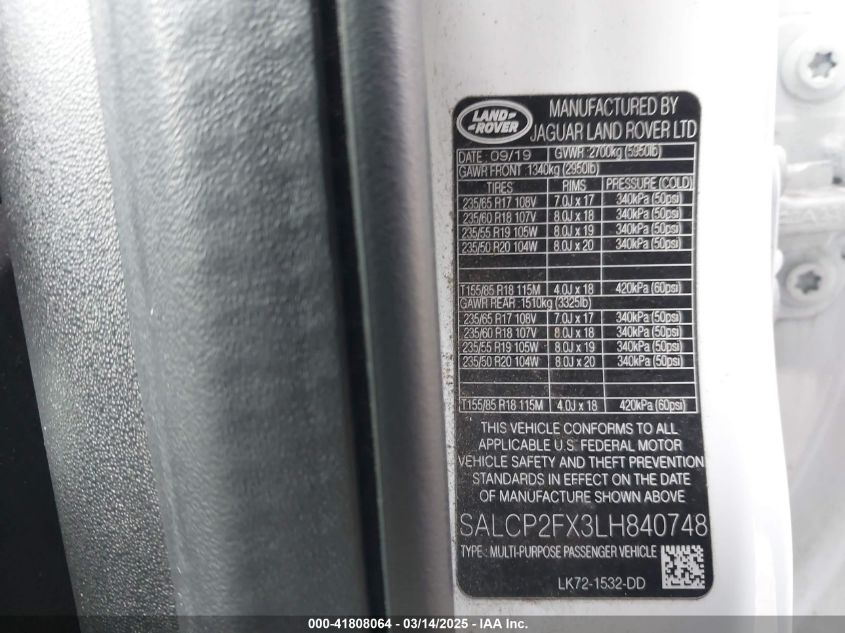 LAND
ROVER
MANUFACTURED BY
JAGUAR LAND ROVER LTD
DATE : 09/19 GVWR : 2700kg (5950lb)
GAWR FRONT : 1340kg (2950lb)
TIRES RIMS PRESSURE (COLD)
235/65 R17 108V 7.0J x 17 340kPa (50psi)
235/60 R18 107V 8.0J x 18 340kPa (50psi)
235/55 R19 105W 8.0J x 19 340kPa (50psi)
235/50 R20 104W 8.0J x 20 340kPa (50psi)
T155/85 R18 115M 4.0J x 18 420kPa (60psi)
GAWR REAR : 1510kg (3325lb)
235/65 R17 108V 7.0J x 17 340kPa (50psi)
235/60 R18 107V 8.0J x 18 340kPa (50psi)
235/55 R19 105W 8.0J x 19 340kPa (50psi)
235/50 R20 104W 8.0J x 20 340kPa (50psi)
T155/85 R18 115M 4.0J x 18 420kPa (60psi)
THIS VEHICLE CONFORMS TO ALL
APPLICABLE U.S. FEDERAL MOTOR
VEHICLE SAFETY AND THEFT PREVENTION
STANDARDS IN EFFECT ON THE DATE
OF MANUFACTURE SHOWN ABOVE
SALCP2FX3LH840748
TYPE : MULTI-PURPOSE PASSENGER VEHICLE
LK72-1532-DD
000-41808064 - 03/14/2025 - IAA Inc.